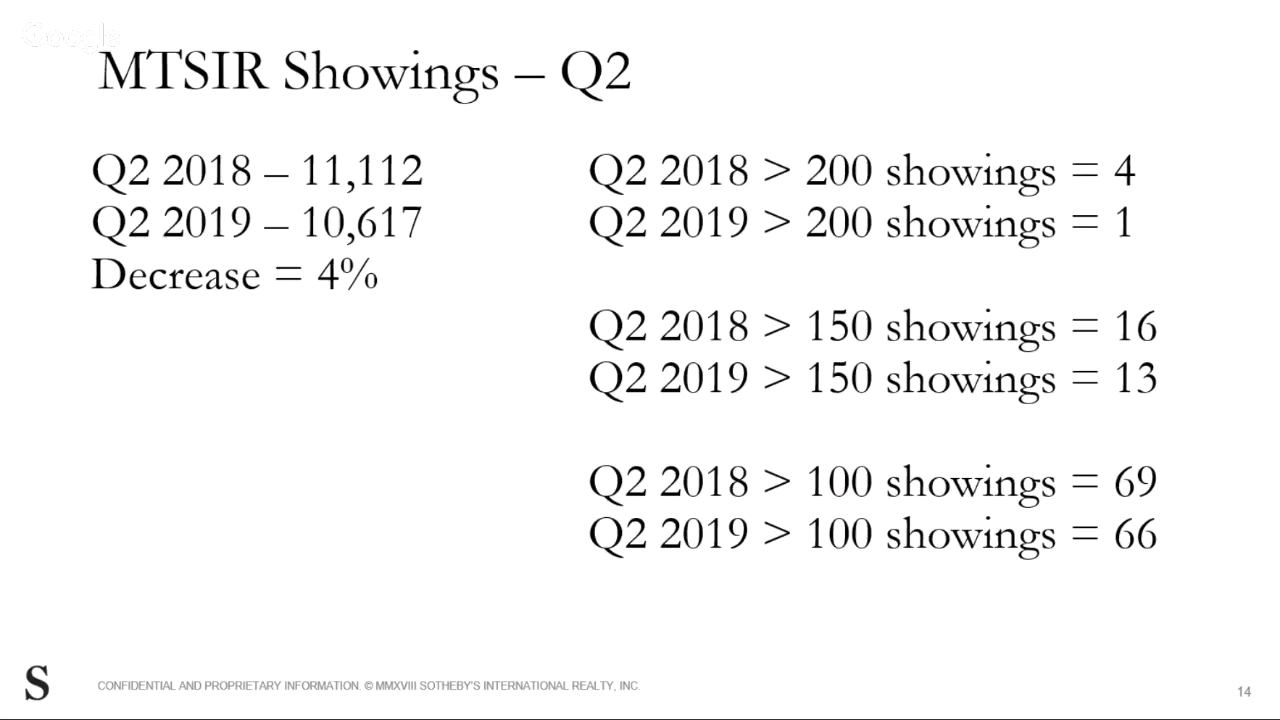 Google
MTSIR Showings – Q2
Q2 2018 – 11,112
Q2 2019 – 10,617
Decrease = 4%
Q2 2018 > 200 showings = 4
Q2 2019 > 200 showings = 1
Q2 2018 > 150 showings = 16
Q2 2019 > 150 showings = 13
Q2 2018 > 100 showings = 69
Q2 2019 > 100 showings = 66
S
CONFIDENTIAL AND PROPRIETARY INFORMATION. © MMXVIII SOTHEBY'S INTERNATIONAL REALTY, INC.
14